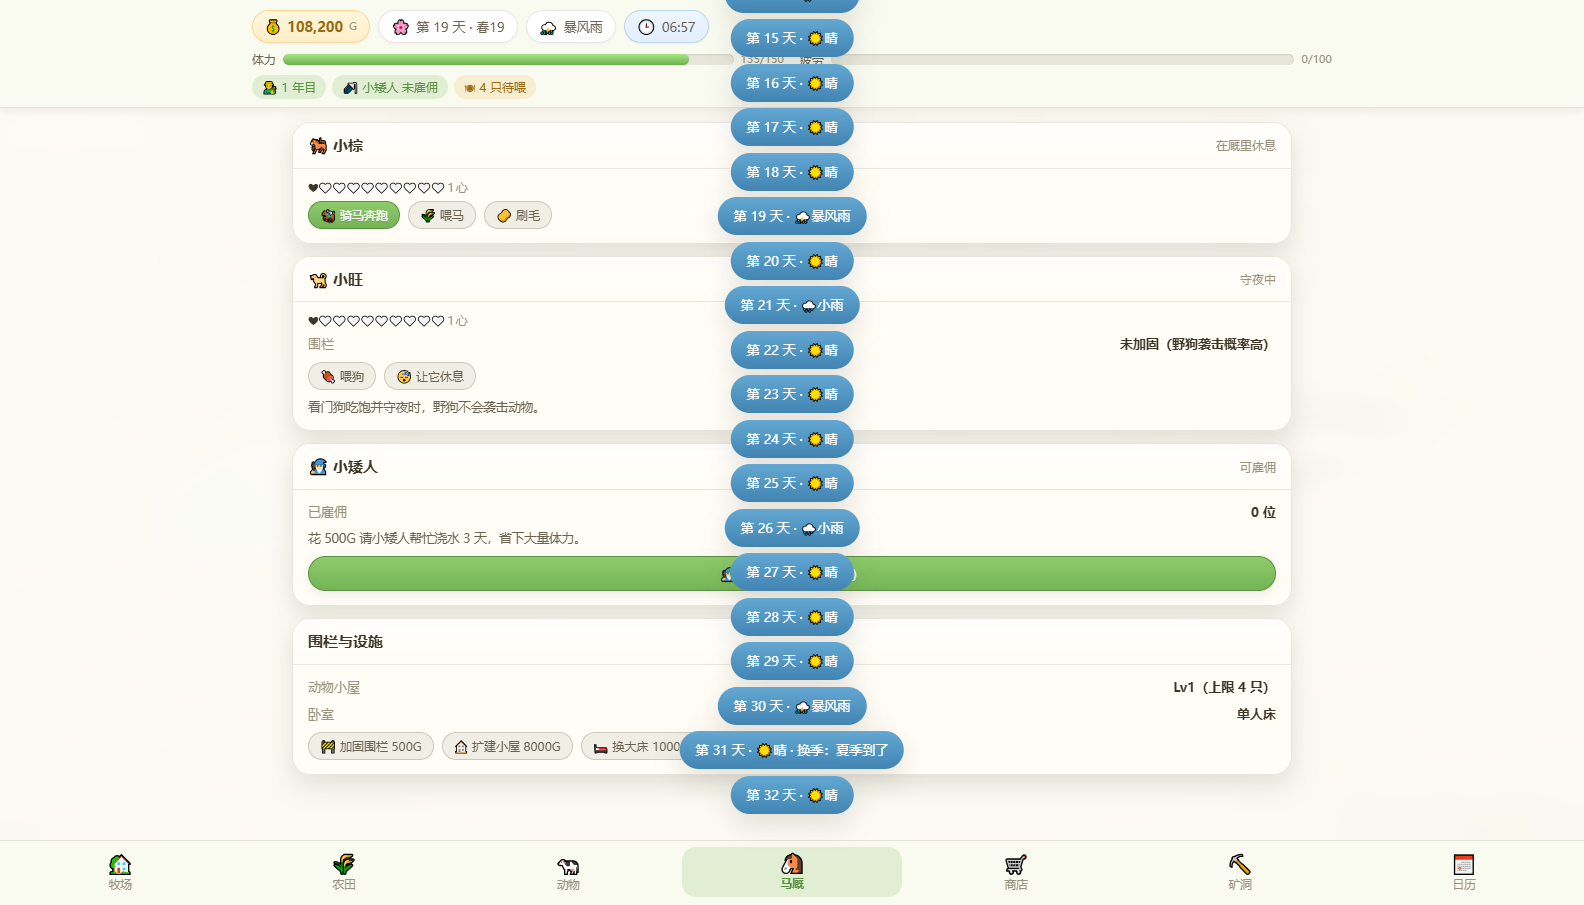 108,200 G
第 19 天 · 春19
暴风雨
06:57
体力
135/150
疲劳
0/100
1 年目
小矮人 未雇佣
4 只待喂
第 15 天 · 晴
第 16 天 · 晴
第 17 天 · 晴
第 18 天 · 晴
第 19 天 · 暴风雨
第 20 天 · 晴
第 21 天 · 小雨
第 22 天 · 晴
第 23 天 · 晴
第 24 天 · 晴
第 25 天 · 晴
第 26 天 · 小雨
第 27 天 · 晴
第 28 天 · 晴
第 29 天 · 晴
第 30 天 · 暴风雨
第 31 天 · 晴 · 换季：夏季到了
第 32 天 · 晴
小棕
在厩里休息
1 心
骑马奔跑
喂马
刷毛
小旺
守夜中
1 心
围栏
未加固（野狗袭击概率高）
喂狗
让它休息
看门狗吃饱并守夜时，野狗不会袭击动物。
小矮人
可雇佣
已雇佣
0 位
花 500G 请小矮人帮忙浇水 3 天，省下大量体力。
围栏与设施
动物小屋
Lv1（上限 4 只）
卧室
单人床
加固围栏 500G
扩建小屋 8000G
换大床 1000
牧场
农田
动物
马厩
商店
矿洞
日历